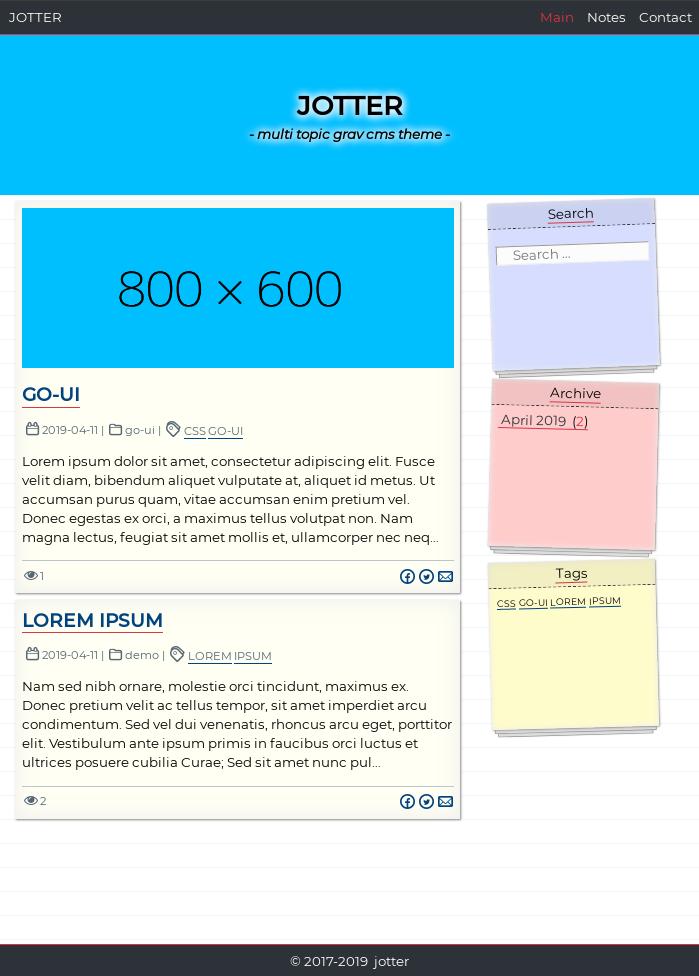 JOTTER Main Notes Contact
JOTTER
- multi topic grav cms theme -
800 × 600
GO-UI
2019-04-11 | go-ui | CSS GO-UI
Lorem ipsum dolor sit amet, consectetur adipiscing elit. Fusce
velit diam, bibendum aliquet vulputate at, aliquet id metus. Ut
accumsan purus quam, vitae accumsan enim pretium vel.
Donec egestas ex orci, a maximus tellus volutpat non. Nam
magna lectus, feugiat sit amet mollis et, ullamcorper nec neq...
1
LOREM IPSUM
2019-04-11 | demo | LOREM IPSUM
Nam sed nibh ornare, molestie orci tincidunt, maximus ex.
Donec pretium velit ac tellus tempor, sit amet imperdiet arcu
condimentum. Sed vel dui venenatis, rhoncus arcu eget, porttitor
elit. Vestibulum ante ipsum primis in faucibus orci luctus et
ultrices posuere cubilia Curae; Sed sit amet nunc pul...
2
Search
Search ...
Archive
April 2019 (2)
Tags
CSS GO-UI LOREM IPSUM
© 2017-2019 jotter